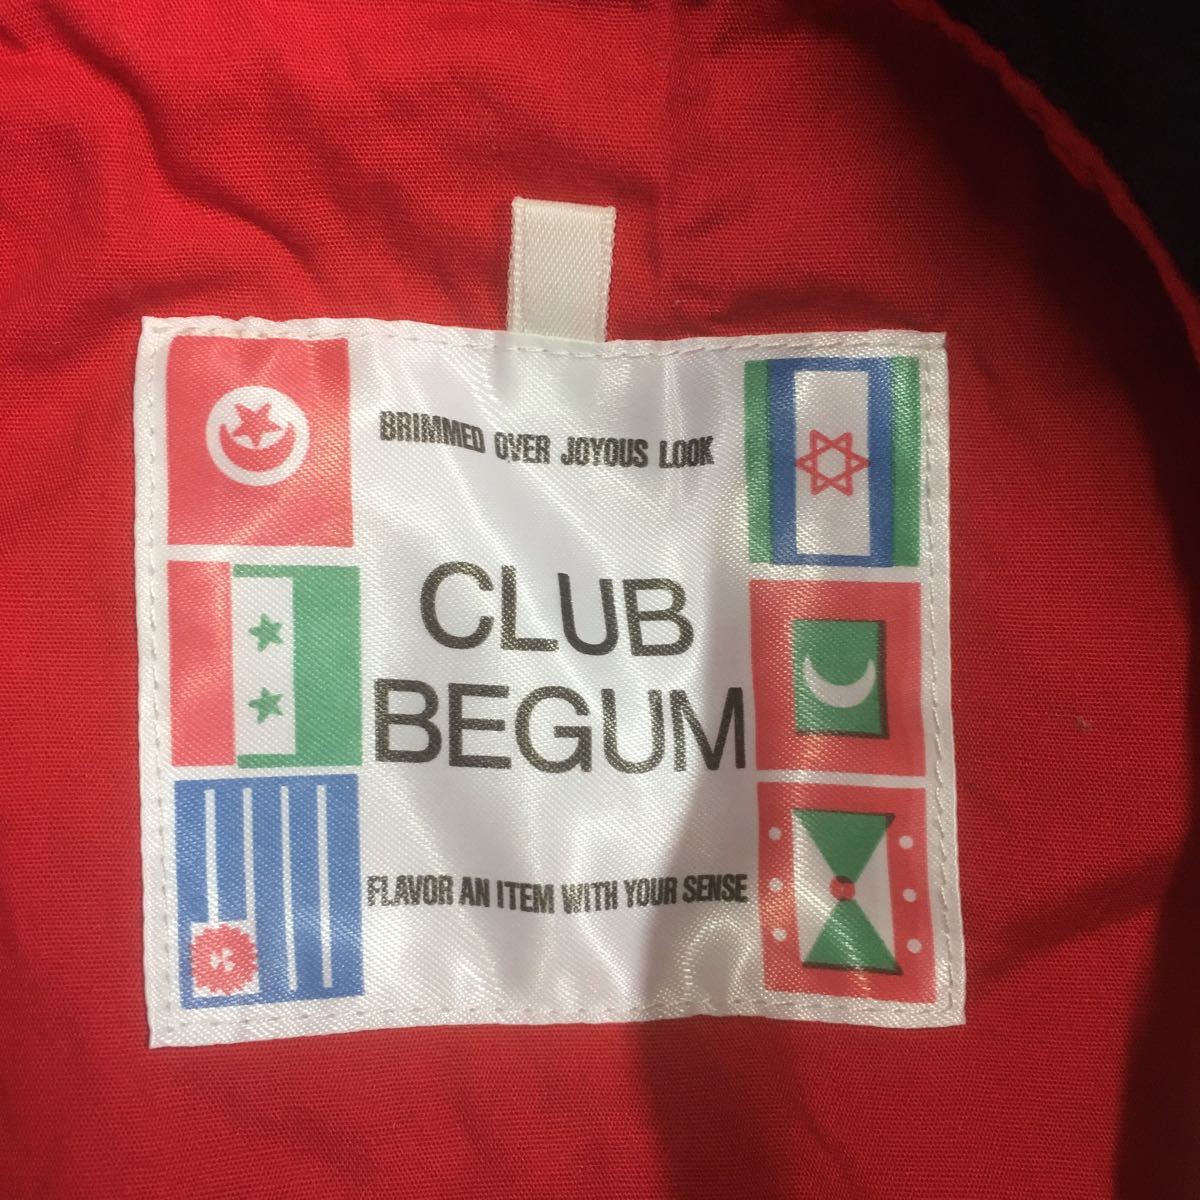 BRIMMED OVER JOYOUS LOOK
CLUB
BEGUM
FLAVOR AN ITEM WITH YOUR SENSE